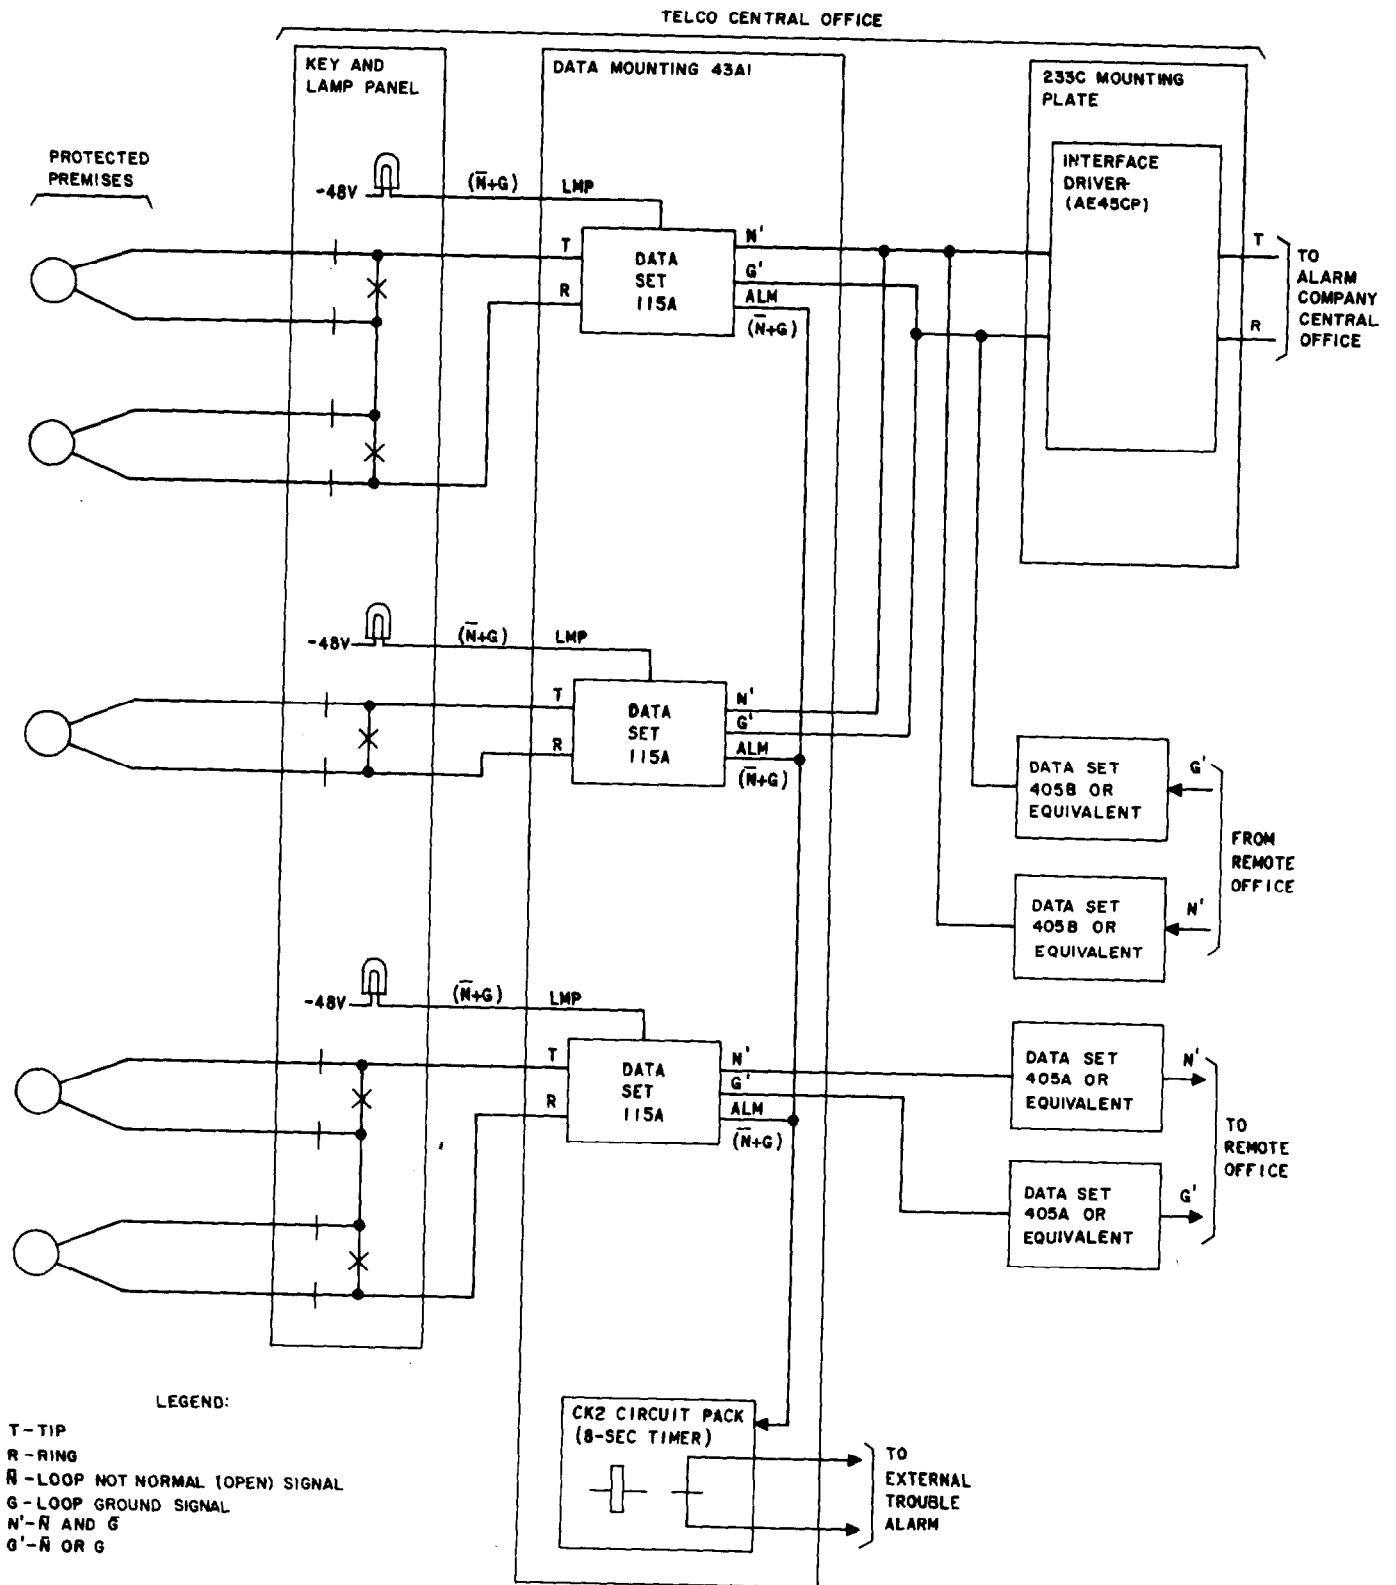 TELCO CENTRAL OFFICE
KEY AND
LAMP PANEL
DATA MOUNTING 43A1
233C MOUNTING
PLATE
PROTECTED
PREMISES
-48V
(N̅+G)
LMP
INTERFACE
DRIVER
(AE45CP)
T
R
DATA
SET
115A
N'
G'
ALM
(N̅+G)
T
R
TO
ALARM
COMPANY
CENTRAL
OFFICE
-48V
(N̅+G)
LMP
T
R
DATA
SET
115A
N'
G'
ALM
(N̅+G)
DATA SET
405B OR
EQUIVALENT
G'
DATA SET
405B OR
EQUIVALENT
N'
FROM
REMOTE
OFFICE
-48V
(N̅+G)
LMP
T
R
DATA
SET
115A
N'
G'
ALM
(N̅+G)
DATA SET
405A OR
EQUIVALENT
N'
DATA SET
405A OR
EQUIVALENT
G'
TO
REMOTE
OFFICE
CK2 CIRCUIT PACK
(8-SEC TIMER)
TO
EXTERNAL
TROUBLE
ALARM
LEGEND:
T-TIP
R-RING
N̅-LOOP NOT NORMAL (OPEN) SIGNAL
G-LOOP GROUND SIGNAL
N'-N̅ AND G̅
G'-N̅ OR G